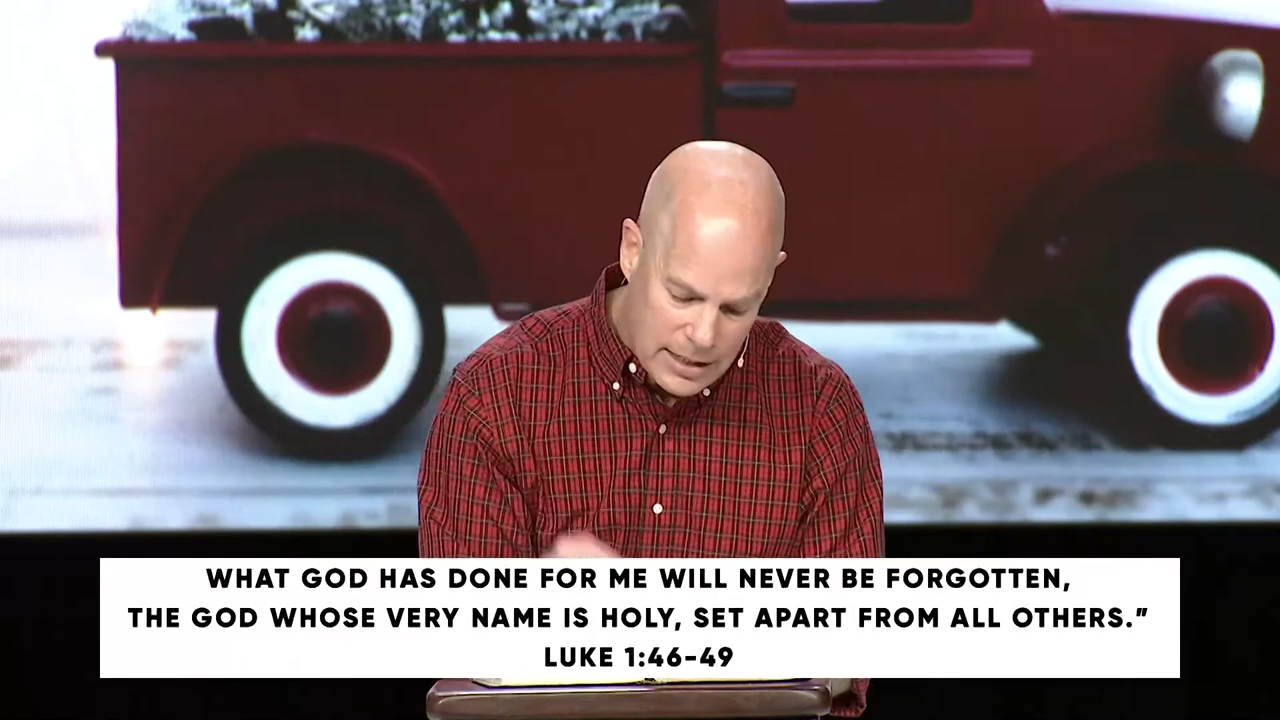 WHAT GOD HAS DONE FOR ME WILL NEVER BE FORGOTTEN,
THE GOD WHOSE VERY NAME IS HOLY, SET APART FROM ALL OTHERS.”
LUKE 1:46-49